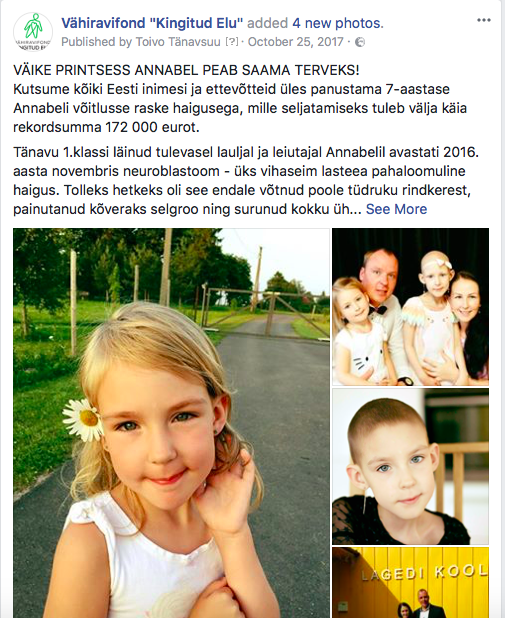 Vähiravifond "Kingitud Elu" added 4 new photos.
Published by Toivo Tänavsuu [?] · October 25, 2017 ·
VÄIKE PRINTSESS ANNABEL PEAB SAAMA TERVEKS!
Kutsume kõiki Eesti inimesi ja ettevõtteid üles panustama 7-aastase
Annabeli võitlusse raske haigusega, mille seljatamiseks tuleb välja käia
rekordsumma 172 000 eurot.
Tänavu 1.klassi läinud tulevasel lauljal ja leiutajal Annabelil avastati 2016.
aasta novembris neuroblastoom - üks vihaseim lasteea pahaloomuline
haigus. Tolleks hetkeks oli see endale võtnud poole tüdruku rindkerest,
painutanud kõveraks selgroo ning surunud kokku üh... See More
LAGEDI KOOL